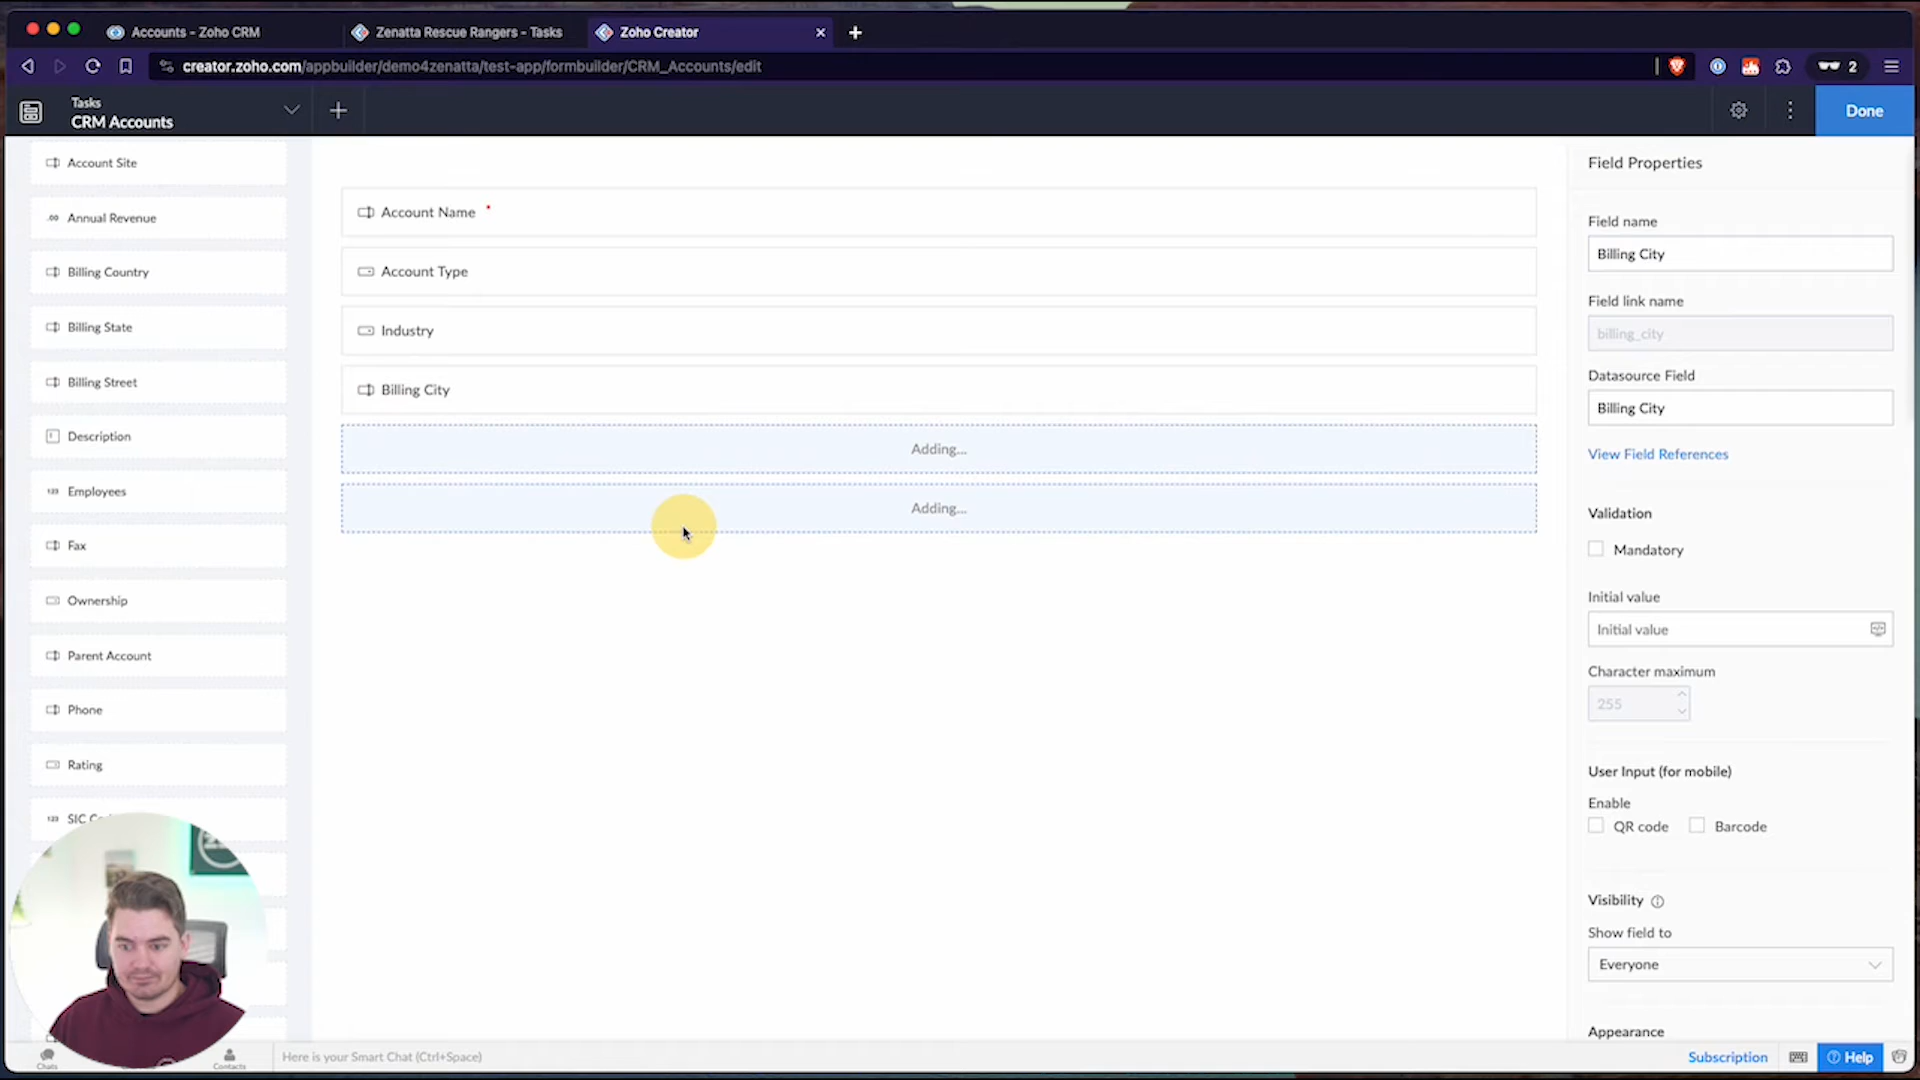 Accounts - Zoho CRM
Zenatta Rescue Rangers - Tasks
Zoho Creator
creator.zoho.com/appbuilder/demo4zenatta/test-app/formbuilder/CRM_Accounts/edit
2
Tasks
CRM Accounts
Done
Account Site
Annual Revenue
Billing Country
Billing State
Billing Street
Description
Employees
Fax
Ownership
Parent Account
Phone
Rating
SIC
Account Name *
Account Type
Industry
Billing City
Adding...
Adding...
Field Properties
Field name
Billing City
Field link name
billing_city
Datasource Field
Billing City
View Field References
Validation
Mandatory
Initial value
Initial value
Character maximum
255
User Input (for mobile)
Enable
QR code
Barcode
Visibility
Show field to
Everyone
Appearance
Chats
Contacts
Here is your Smart Chat (Ctrl+Space)
Subscription
Help